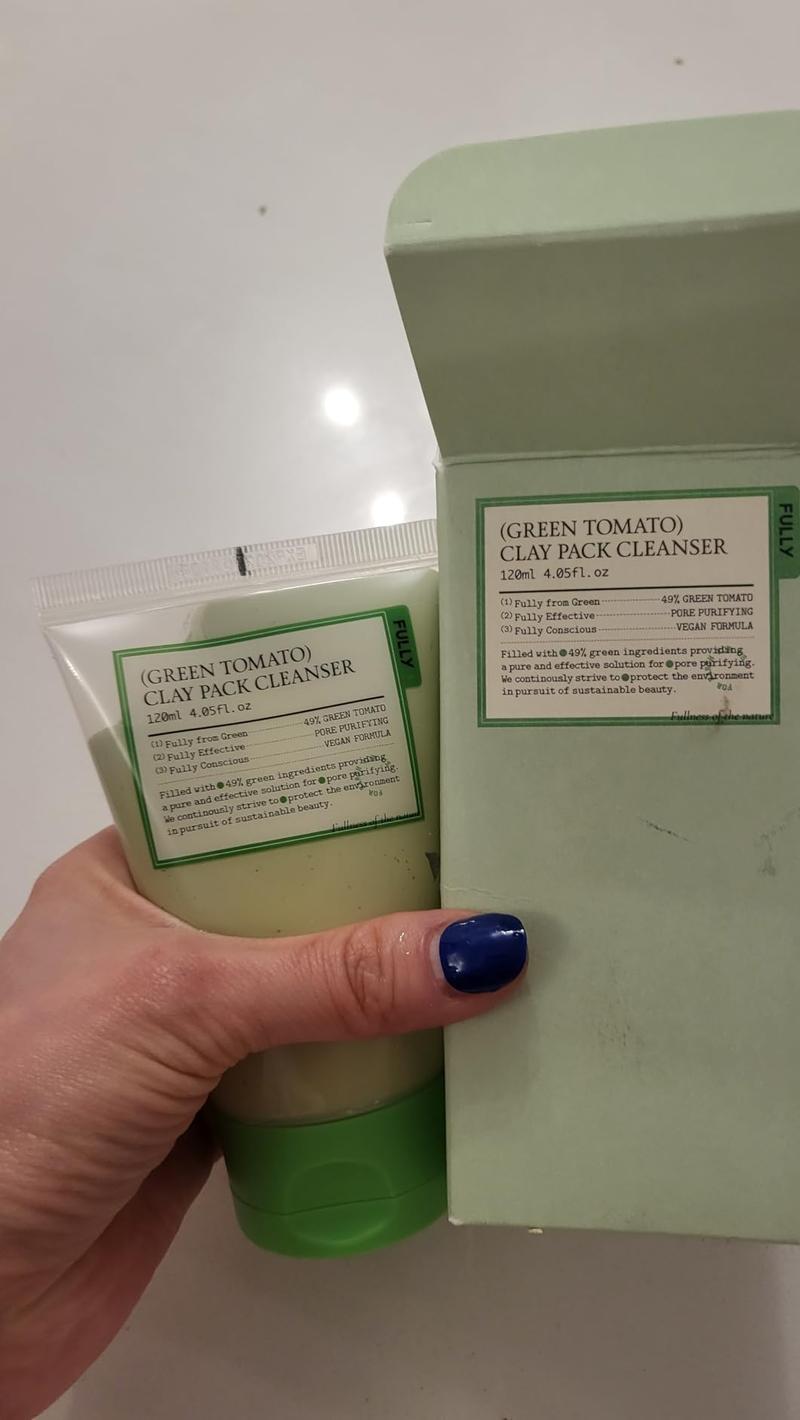 (GREEN TOMATO)
CLAY PACK CLEANSER
120ml 4.05fl.oz
(1) Fully from Green 49% GREEN TOMATO
(2) Fully Effective PORE PURIFYING
(3) Fully Conscious VEGAN FORMULA
Filled with 49% green ingredients providing
a pure and effective solution for pore purifying.
We continously strive to protect the environment
in pursuit of sustainable beauty.
Fullness of the nature
FULLY
(GREEN TOMATO)
CLAY PACK CLEANSER
120ml 4.05fl.oz
(1) Fully from Green 49% GREEN TOMATO
(2) Fully Effective PORE PURIFYING
(3) Fully Conscious VEGAN FORMULA
Filled with 49% green ingredients providing
a pure and effective solution for pore purifying.
We continously strive to protect the environment
in pursuit of sustainable beauty.
Fullness of the nature
FULLY